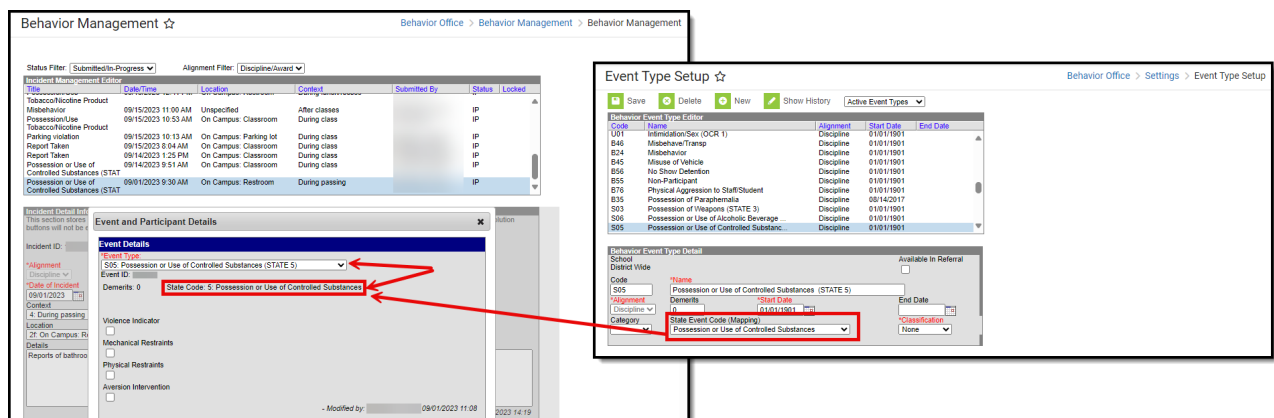 Behavior Management ☆
Behavior Office > Behavior Management > Behavior Management
Status Filter: Submitted/In-Progress Alignment Filter: Discipline/Award
Incident Management Editor
Title Date/Time Location Context Submitted By Status Locked
Tobacco/Nicotine Product
Misbehavior 09/15/2023 11:00 AM Unspecified After classes IP
Possession/Use 09/15/2023 10:53 AM On Campus: Classroom During class IP
Tobacco/Nicotine Product
Parking violation 09/15/2023 10:13 AM On Campus: Parking lot During class IP
Report Taken 09/15/2023 8:04 AM On Campus: Classroom During class IP
Report Taken 09/14/2023 1:25 PM On Campus: Classroom During class IP
Possession or Use of 09/14/2023 9:51 AM On Campus: Classroom During class IP
Controlled Substances (STAT
Possession or Use of 09/01/2023 9:30 AM On Campus: Restroom During passing IP
Controlled Substances (STAT
Incident Detail Info
This section stores
buttons will not be
Incident ID:
*Alignment
Discipline
*Date of Incident
09/01/2023
Context
4: During passing
Location
2f: On Campus: R
Details
Reports of bathroo
Event and Participant Details x
Event Details
*Event Type:
S05: Possession or Use of Controlled Substances (STATE 5)
Event ID:
Demerits: 0 State Code: 5: Possession or Use of Controlled Substances
Violence Indicator
Mechanical Restraints
Physical Restraints
Aversion Intervention
- Modified by: 09/01/2023 11:08
2023 14:19
Event Type Setup ☆
Behavior Office > Settings > Event Type Setup
Save Delete New Show History Active Event Types
Behavior Event Type Editor
Code Name Alignment Start Date End Date
U01 Intimidation/Sex (OCR 1) Discipline 01/01/1901
B46 Misbehave/Transp Discipline 01/01/1901
B24 Misbehavior Discipline 01/01/1901
B45 Misuse of Vehicle Discipline 01/01/1901
B56 No Show Detention Discipline 01/01/1901
B55 Non-Participant Discipline 01/01/1901
B76 Physical Aggression to Staff/Student Discipline 01/01/1901
B35 Possession of Paraphernalia Discipline 08/14/2017
S03 Possession of Weapons (STATE 3) Discipline 01/01/1901
S06 Possession or Use of Alcoholic Beverage ... Discipline 01/01/1901
S05 Possession or Use of Controlled Substanc... Discipline 01/01/1901
Behavior Event Type Detail
School Available In Referral
District Wide
Code *Name
S05 Possession or Use of Controlled Substances (STATE 5)
*Alignment Demerits *Start Date End Date
Discipline 0 01/01/1901
Category State Event Code (Mapping) *Classification
Possession or Use of Controlled Substances None